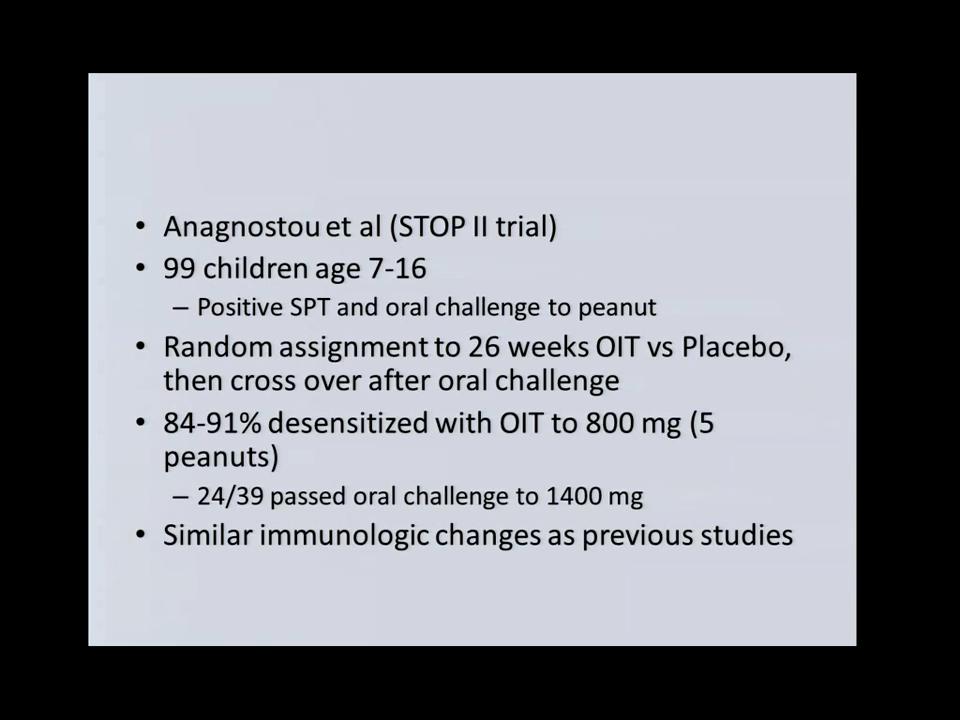 • Anagnostou et al (STOP II trial)
• 99 children age 7-16
– Positive SPT and oral challenge to peanut
• Random assignment to 26 weeks OIT vs Placebo,
then cross over after oral challenge
• 84-91% desensitized with OIT to 800 mg (5
peanuts)
– 24/39 passed oral challenge to 1400 mg
• Similar immunologic changes as previous studies